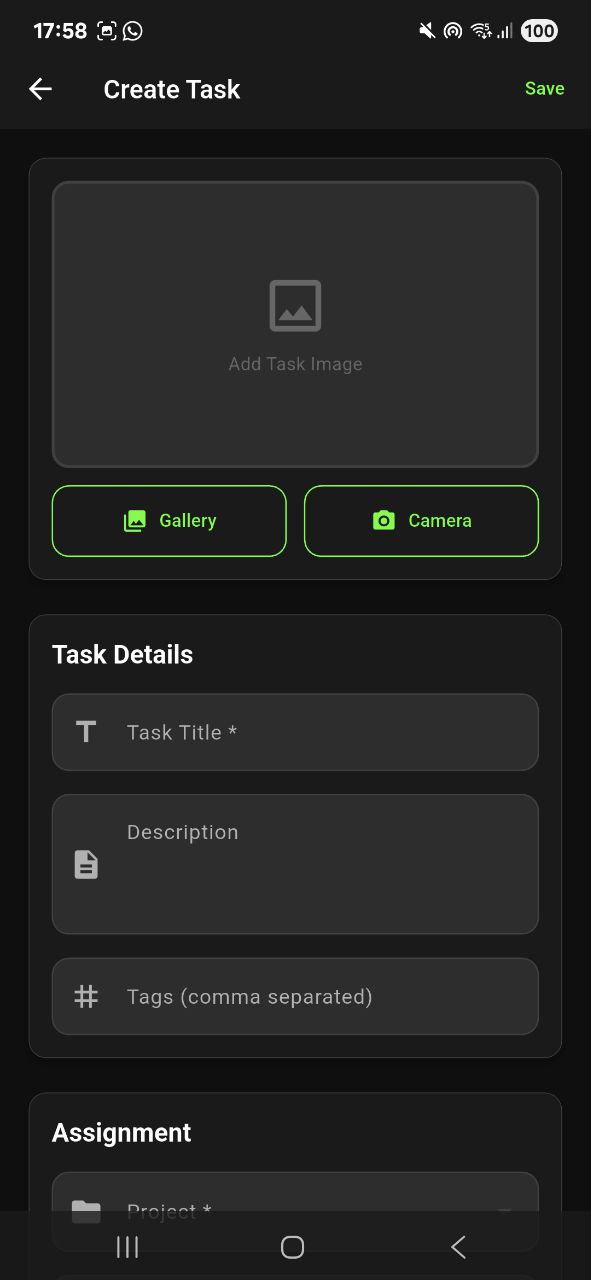 17:58
5
100
Create Task
Save
Add Task Image
Gallery
Camera
Task Details
Task Title *
Description
Tags (comma separated)
Assignment
Project *